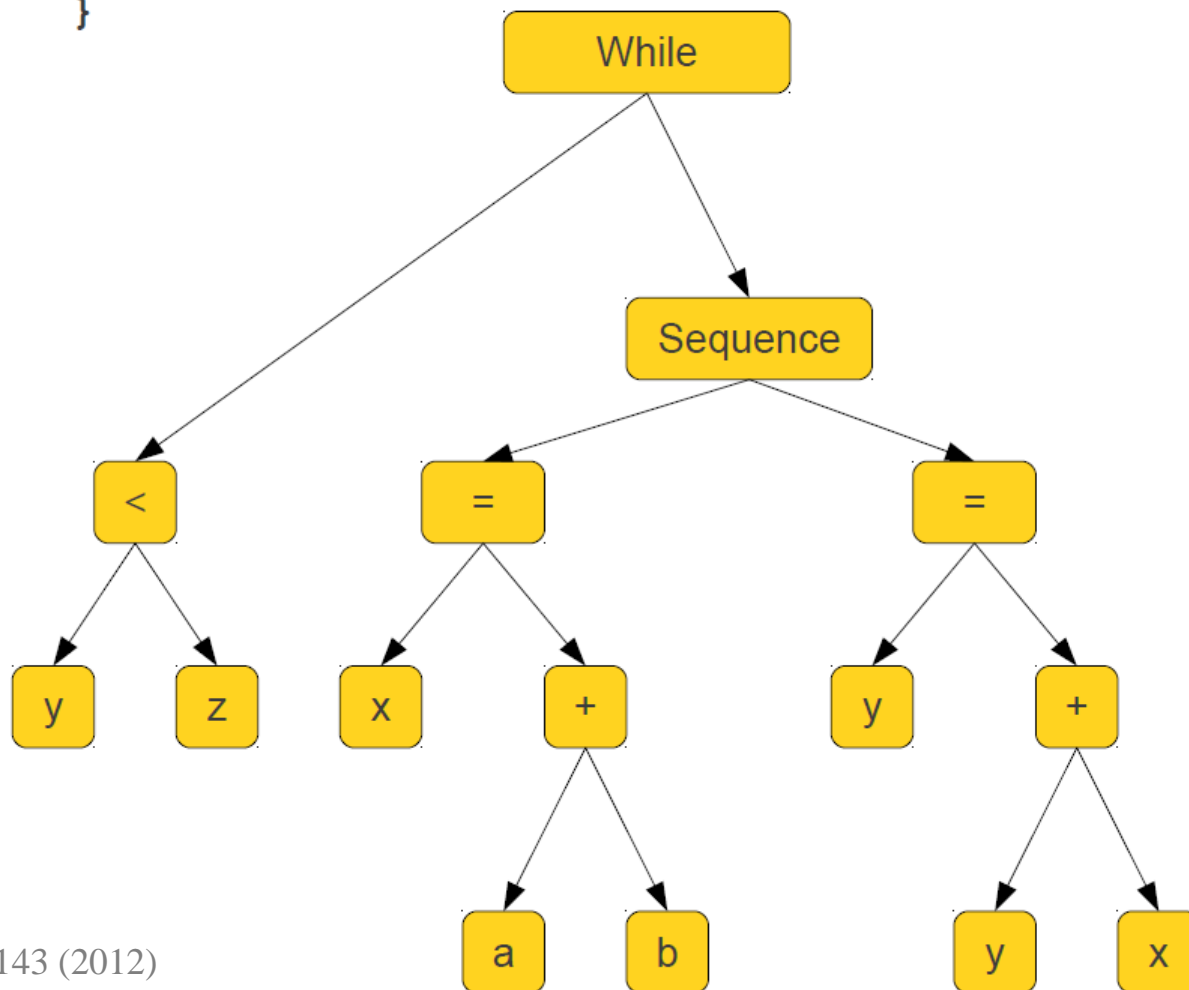 }
While
Sequence
< = =
y z x + y +
a b y x
143 (2012)